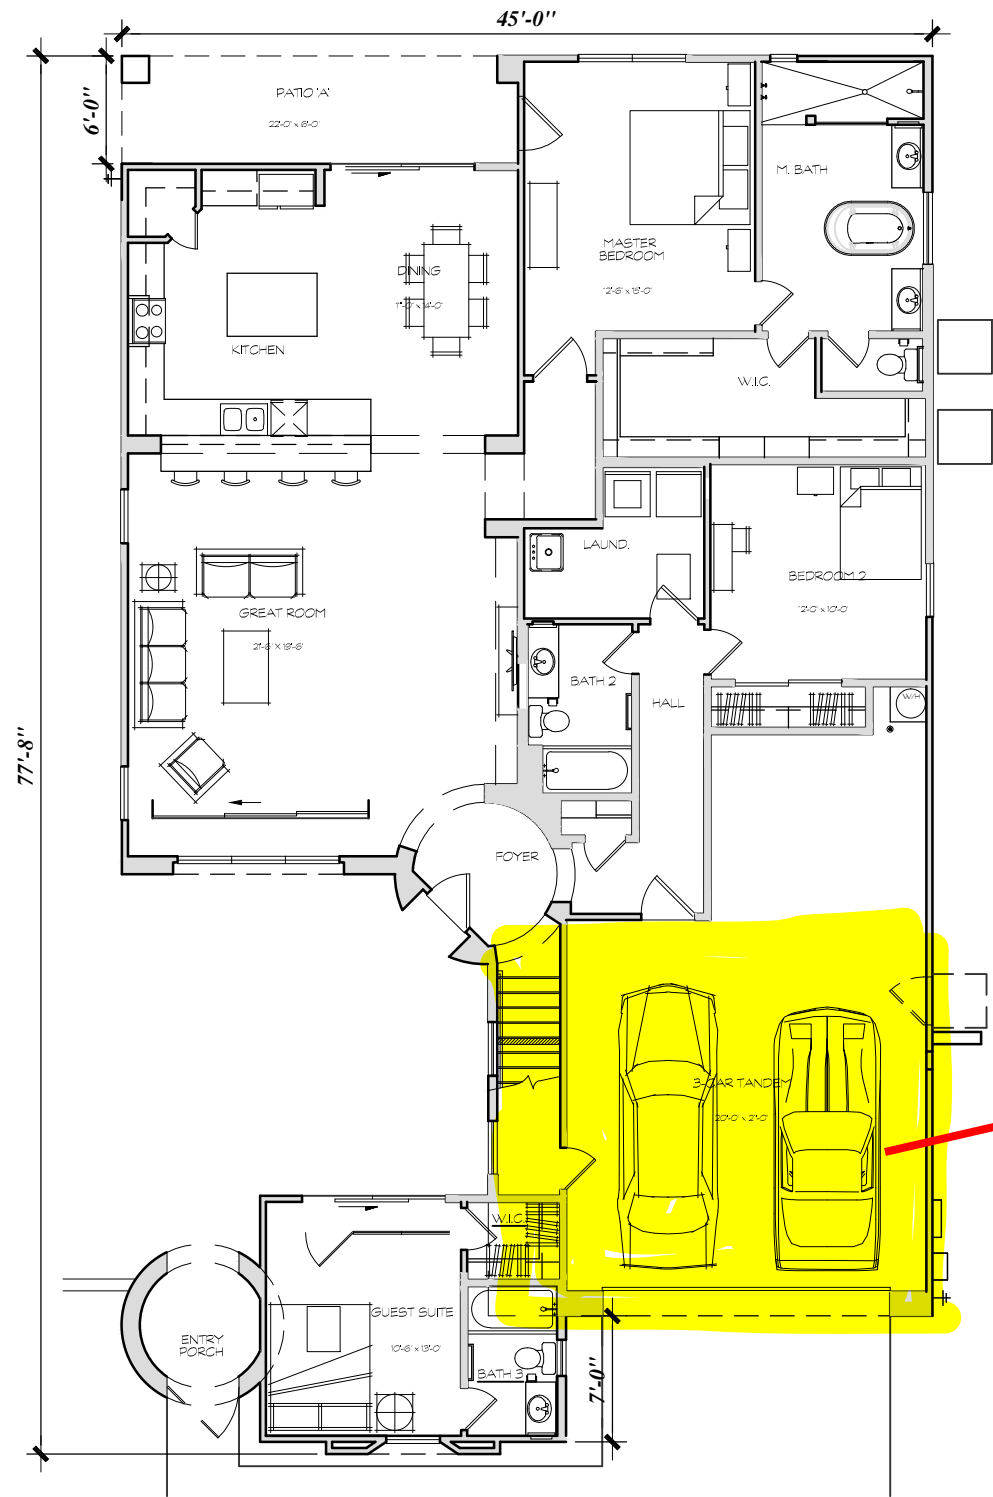 45'-0"
6'-0"
PATIO 'A'
22'-0" x 6'-0"
M. BATH
MASTER
BEDROOM
12'-6" x 15'-0"
DINING
KITCHEN
W.I.C.
LAUND.
BEDROOM 2
12'-0" x 10'-0"
GREAT ROOM
21'-6" x 19'-6"
BATH 2
HALL
W/H
77'-8"
FOYER
3-CAR TANDEM
20'-0" x 21'-0"
W.I.C.
GUEST SUITE
10'-6" x 13'-0"
ENTRY
PORCH
BATH 3
7'-0"